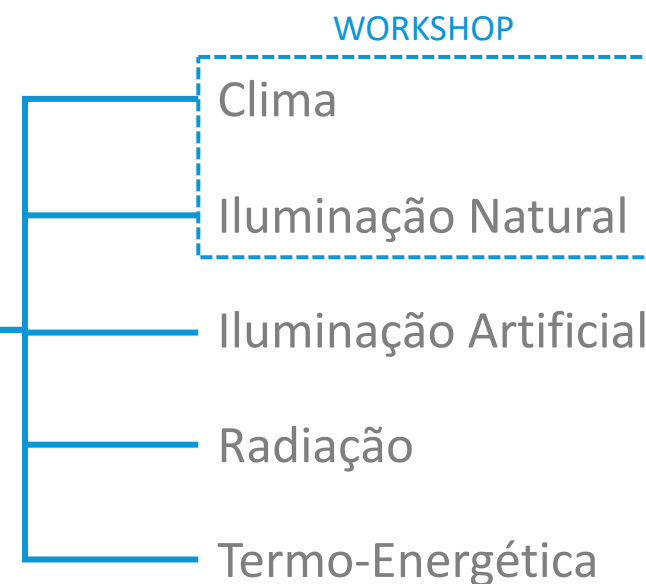 WORKSHOP
Clima
Iluminação Natural
Iluminação Artificial
Radiação
Termo-Energética